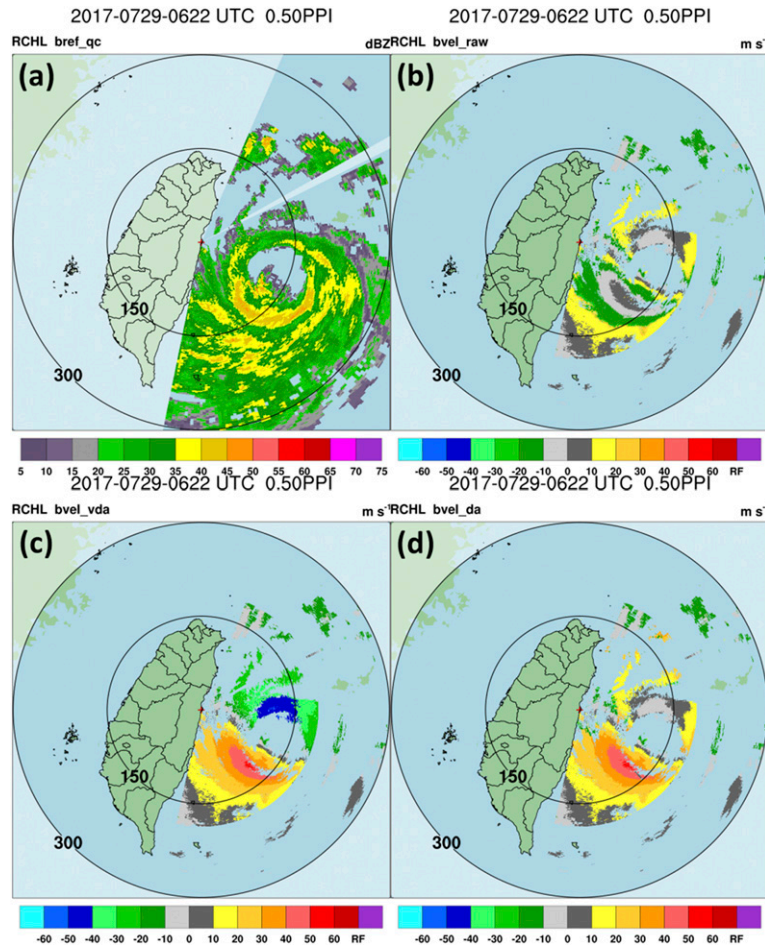 2017-0729-0622 UTC 0.50PPI
RCHL bref_qc dBZ
(a)
150
300
5 10 15 20 25 30 35 40 45 50 55 60 65 70 75
2017-0729-0622 UTC 0.50PPI
RCHL bvel_raw m s⁻
(b)
150
300
-60 -50 -40 -30 -20 -10 0 10 20 30 40 50 60 RF
2017-0729-0622 UTC 0.50PPI
RCHL bvel_vda m s⁻¹
(c)
150
300
-60 -50 -40 -30 -20 -10 0 10 20 30 40 50 60 RF
2017-0729-0622 UTC 0.50PPI
RCHL bvel_da m s⁻
(d)
150
300
-60 -50 -40 -30 -20 -10 0 10 20 30 40 50 60 RF